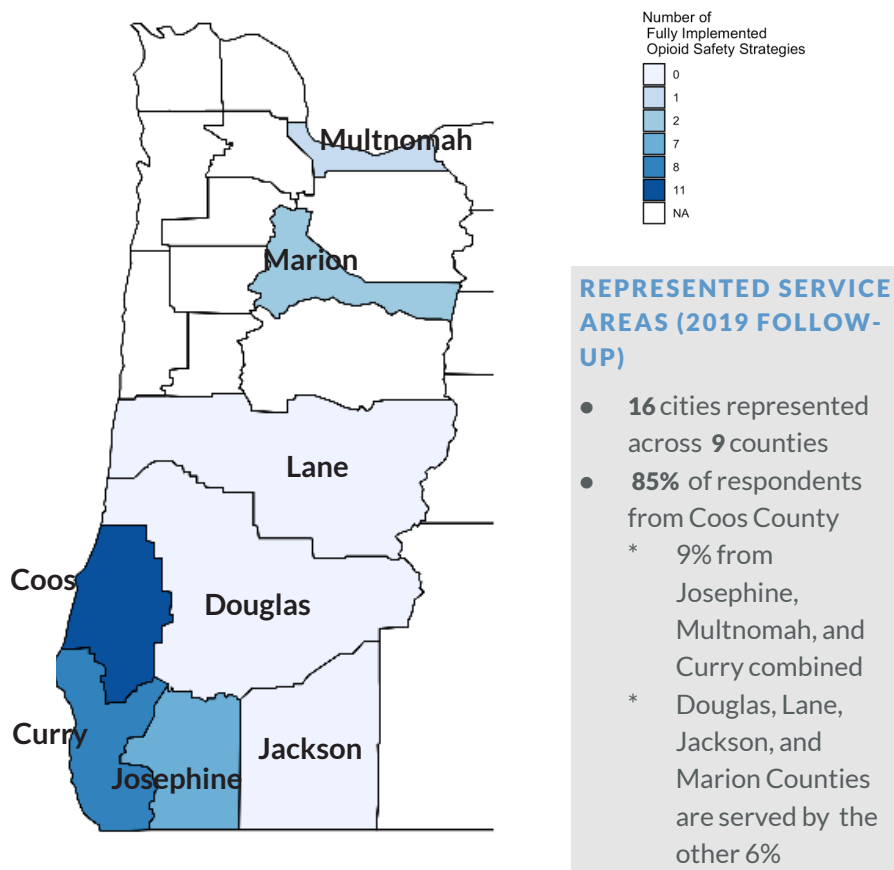 Number of
Fully Implemented
Opioid Safety Strategies
0
1
2
7
8
11
NA
Multnomah
Marion
Lane
Coos
Douglas
Curry
Josephine
Jackson
REPRESENTED SERVICE
AREAS (2019 FOLLOW-
UP)
● 16 cities represented
across 9 counties
● 85% of respondents
from Coos County
* 9% from
Josephine,
Multnomah, and
Curry combined
* Douglas, Lane,
Jackson, and
Marion Counties
are served by the
other 6%